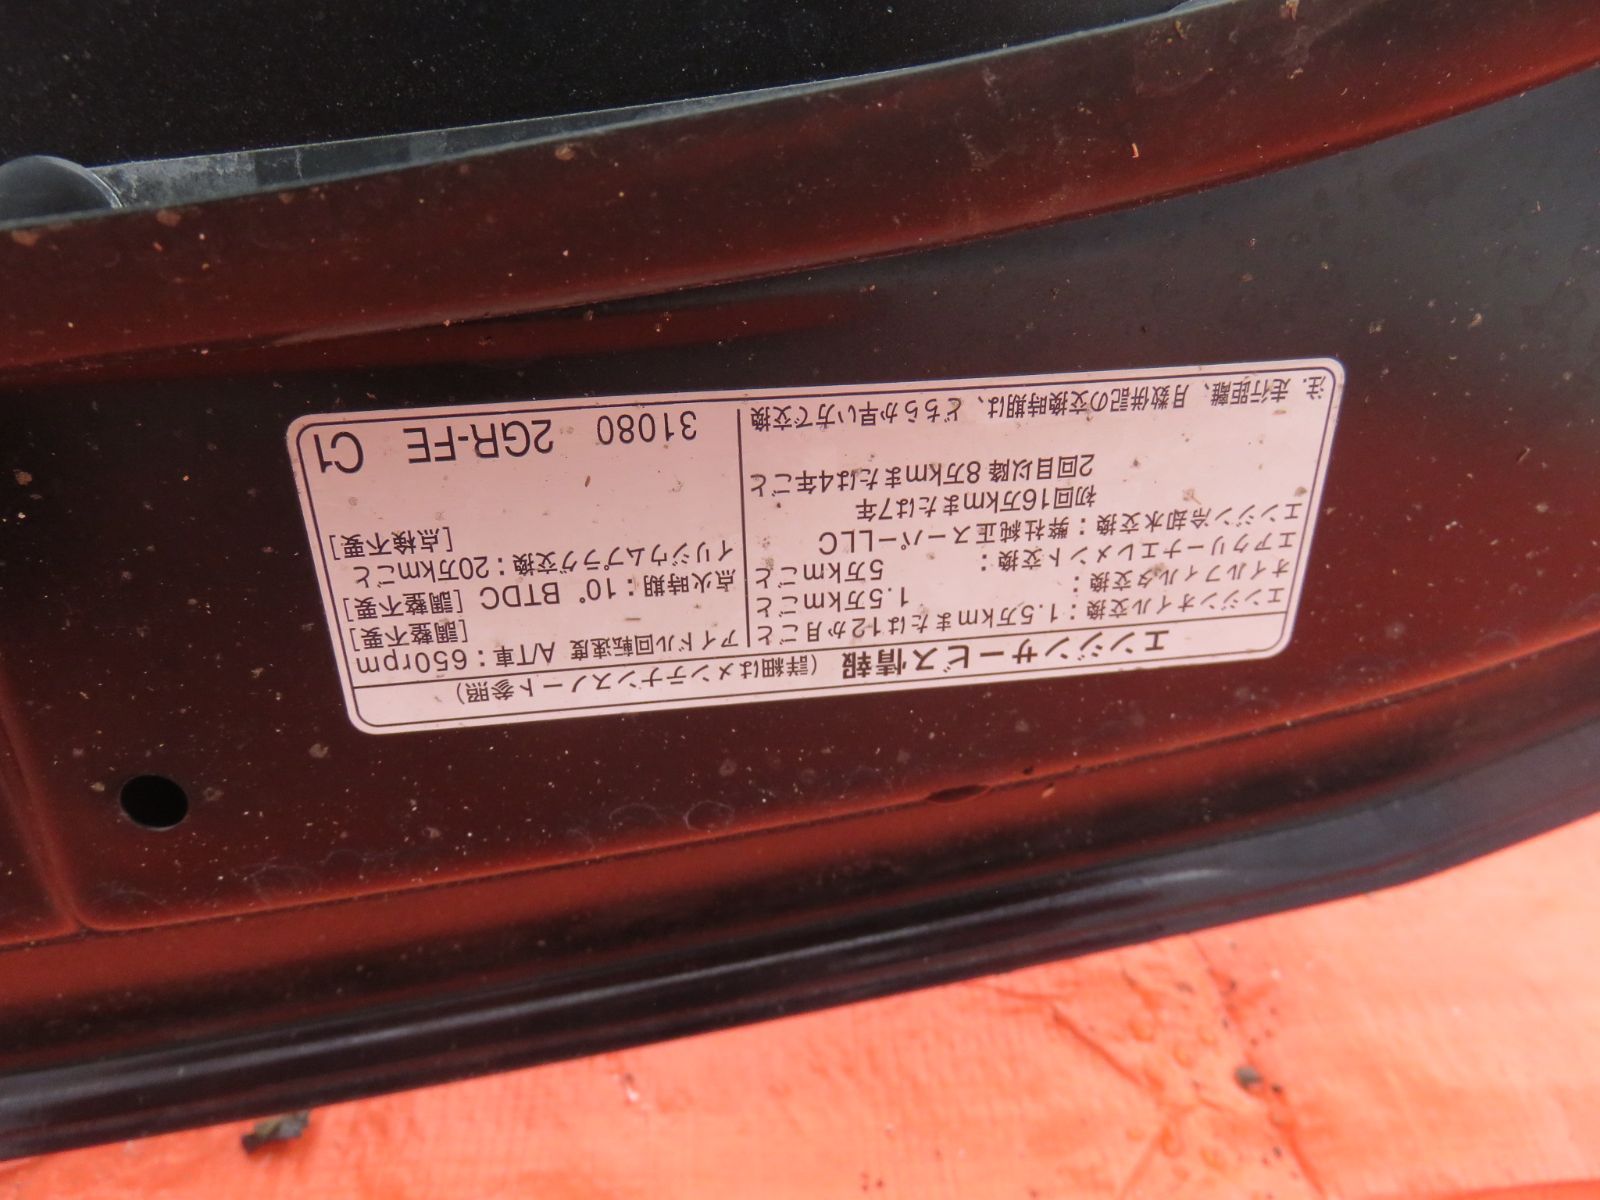 エンジンサービス情報 (詳細はメンテナンスノート参照)
エンジンオイル交換：1.5万kmまたは12か月ごと
オイルフィルタ交換： 1.5万kmごと
エアクリーナエレメント交換： 5万kmごと
エンジン冷却水交換：弊社純正スーパーLLC
初回16万kmまたは7年
2回目以降8万kmまたは4年ごと
注. 走行距離、月数併記の交換時期は、どちらか早い方で交換
アイドル回転速度 A/T車：650rpm
[調整不要]
点火時期：10° BTDC [調整不要]
イリジウムプラグ交換：20万kmごと
[点検不要]
31080 2GR-FE C1